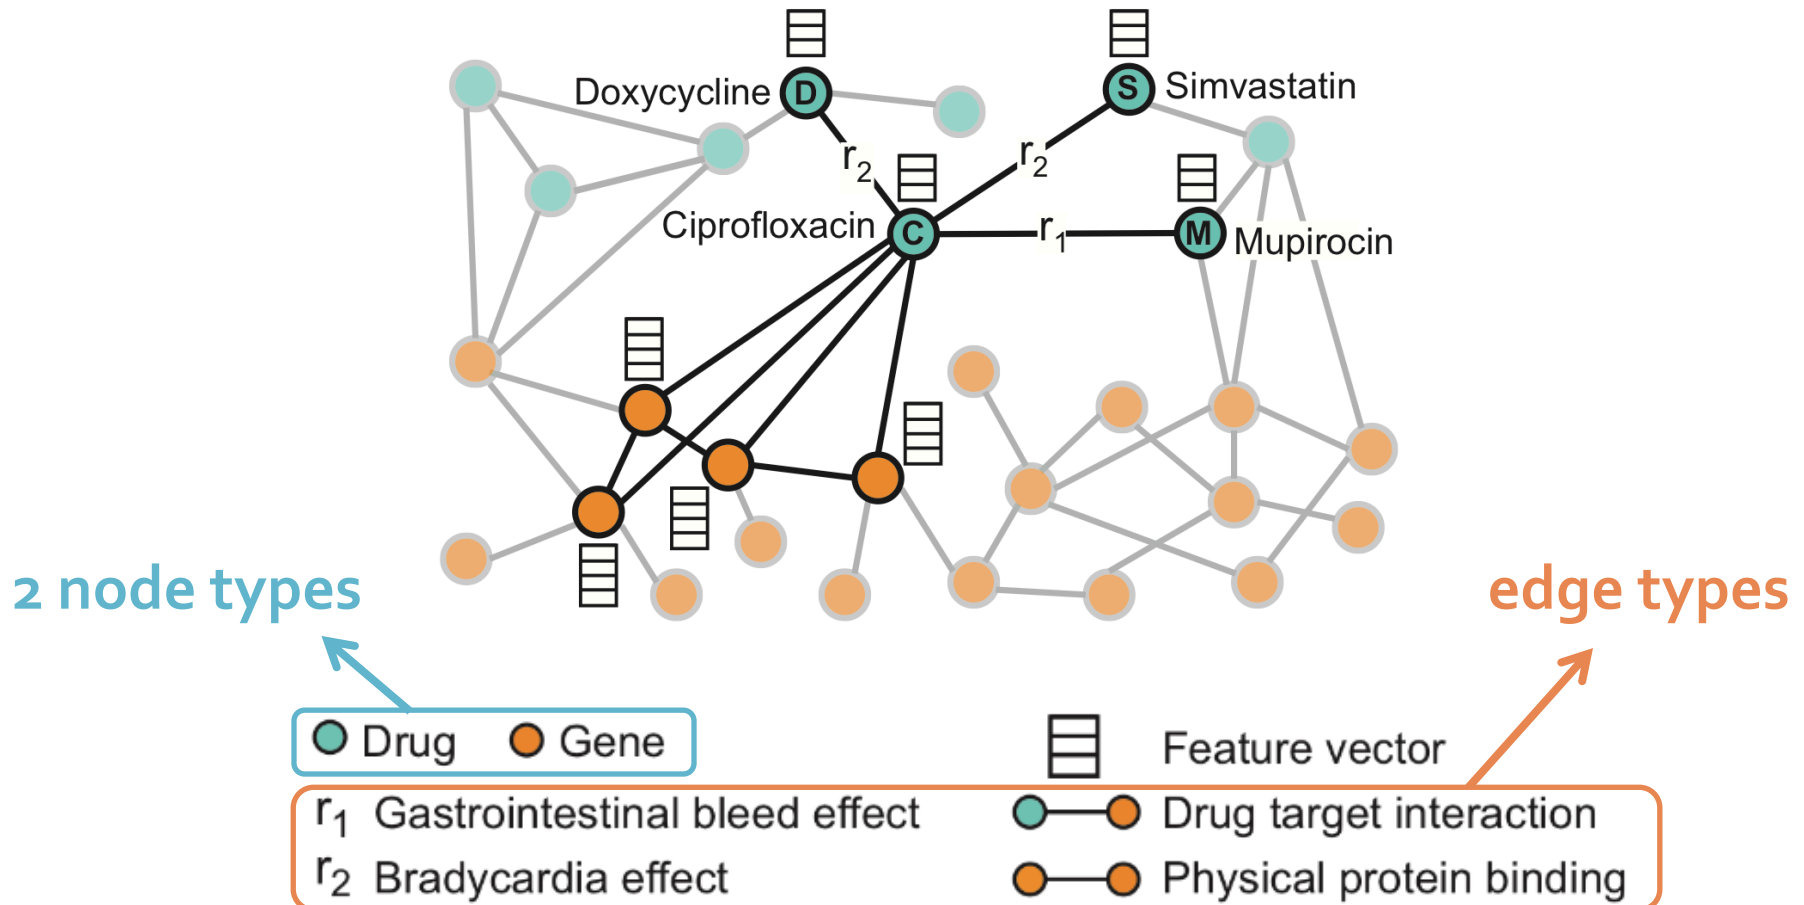 Doxycycline
D
S
Simvastatin
r2
r2
Ciprofloxacin
C
r1
M
Mupirocin
2 node types
edge types
Drug
Gene
Feature vector
r1 Gastrointestinal bleed effect
Drug target interaction
r2 Bradycardia effect
Physical protein binding